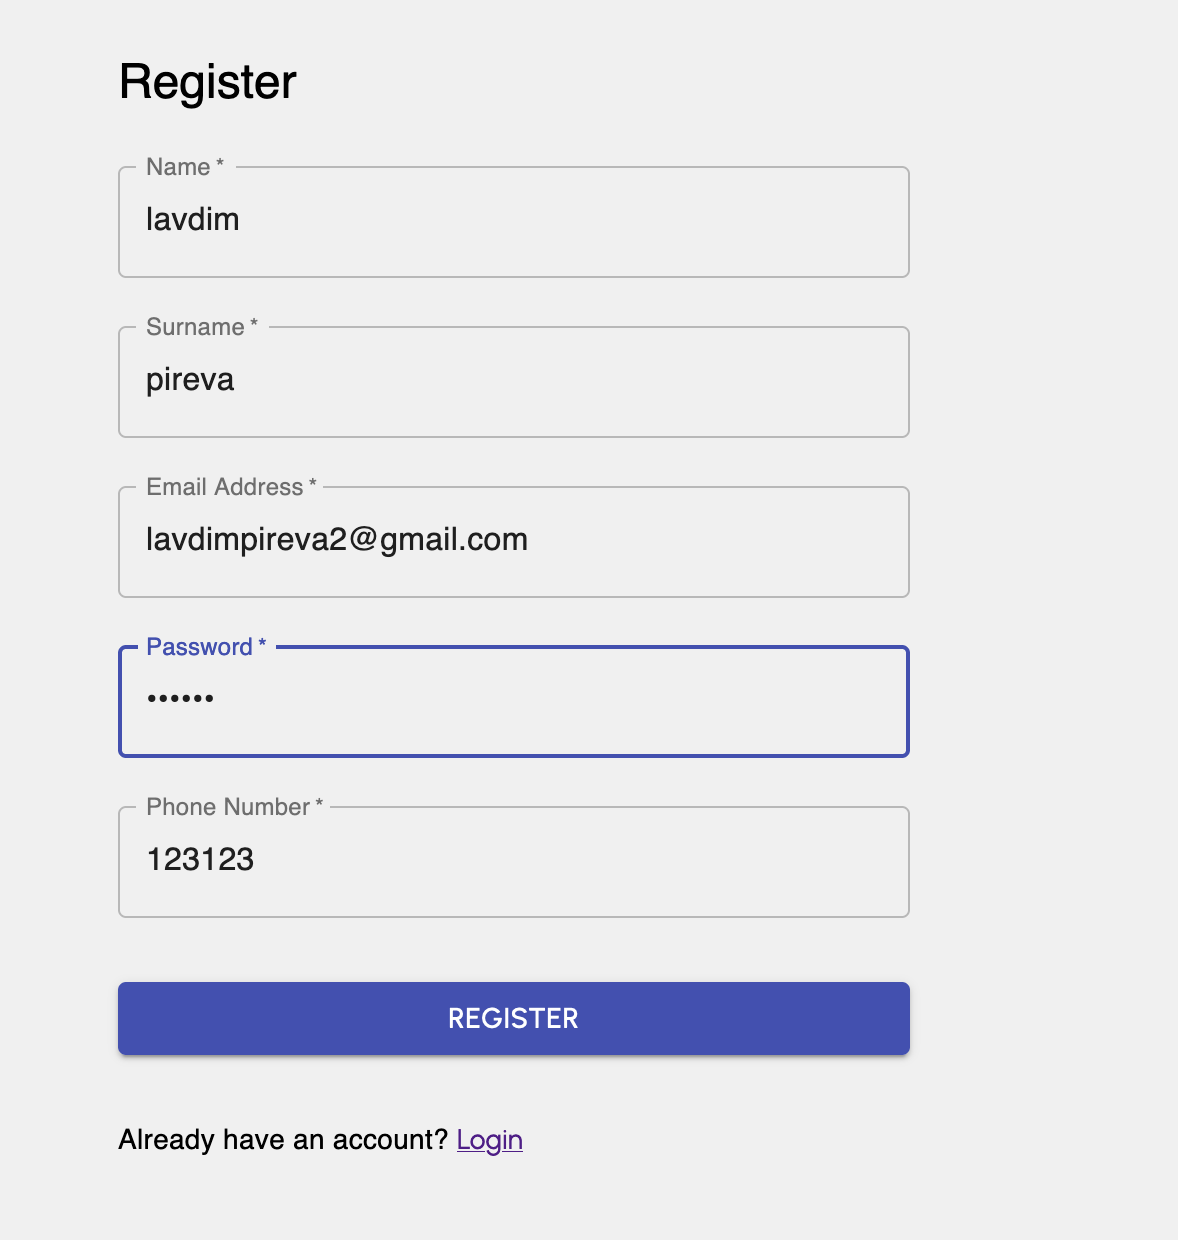 Register
Name *
lavdim
Surname *
pireva
Email Address *
lavdimpireva2@gmail.com
Password *
••••••
Phone Number *
123123
REGISTER
Already have an account? Login